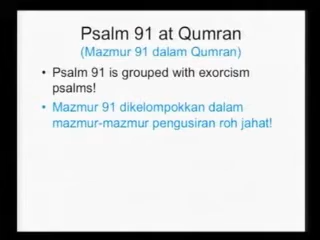 Psalm 91 at Qumran
(Mazmur 91 dalam Qumran)
• Psalm 91 is grouped with exorcism
psalms!
• Mazmur 91 dikelompokkan dalam
mazmur-mazmur pengusiran roh jahat!